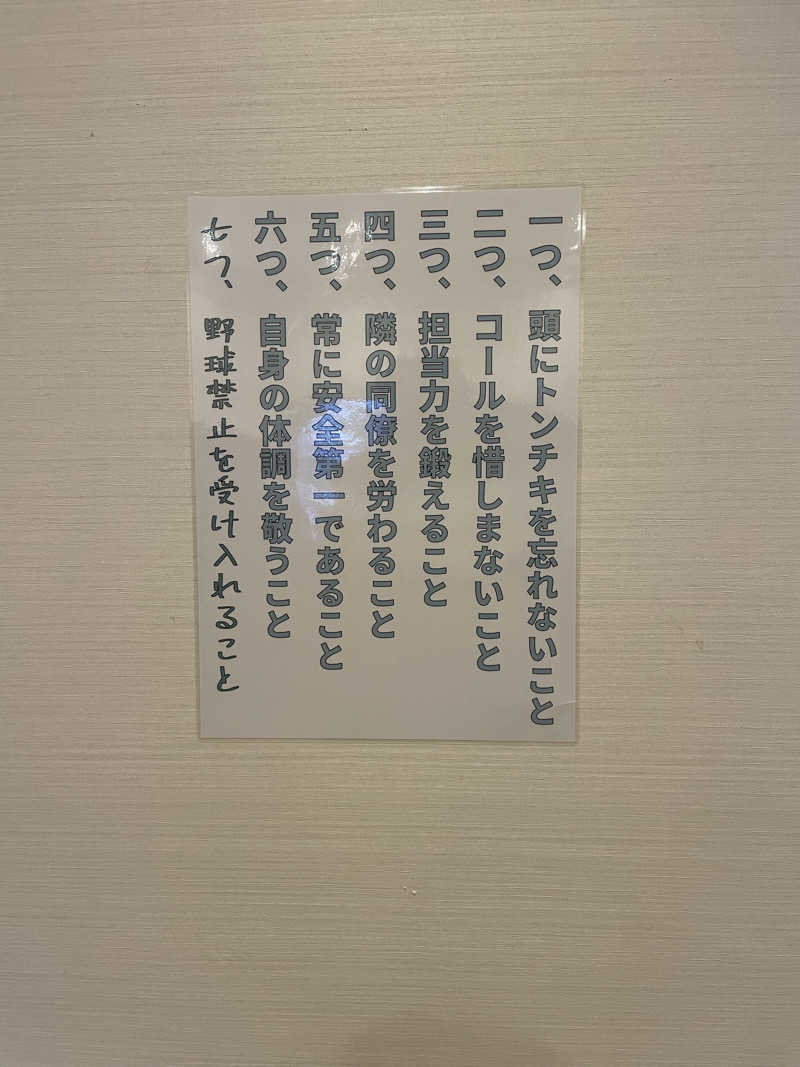 一つ、頭にトンチキを忘れないこと
二つ、コールを惜しまないこと
三つ、担当力を鍛えること
四つ、隣の同僚を労わること
五つ、常に安全第一であること
六つ、自身の体調を敬うこと
七つ、野球禁止を受け入れること